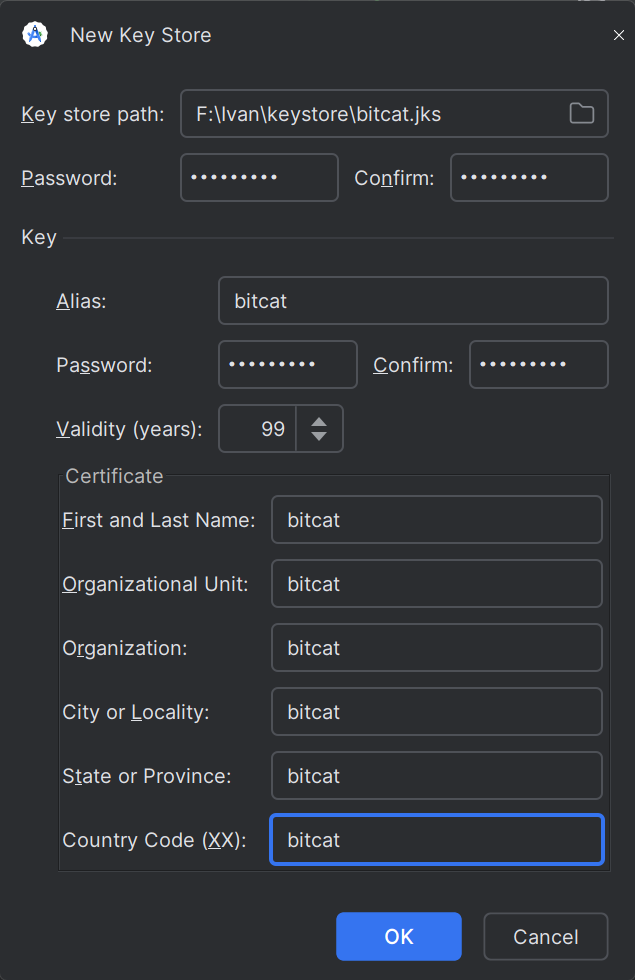 New Key Store
Key store path: F:\Ivan\keystore\bitcat.jks
Password: ••••••••• Confirm: •••••••••
Key
Alias: bitcat
Password: ••••••••• Confirm: •••••••••
Validity (years): 99
Certificate
First and Last Name: bitcat
Organizational Unit: bitcat
Organization: bitcat
City or Locality: bitcat
State or Province: bitcat
Country Code (XX): bitcat
OK Cancel